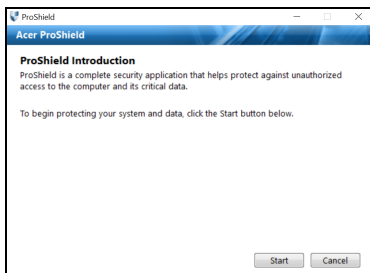 ProShield
Acer ProShield
ProShield Introduction
ProShield is a complete security application that helps protect against unauthorized
access to the computer and its critical data.
To begin protecting your system and data, click the Start button below.
Start Cancel